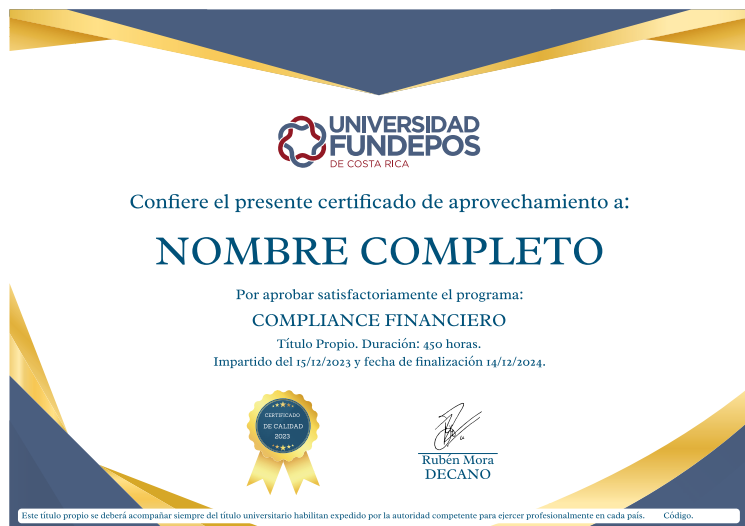 UNIVERSIDAD
FUNDEPOS
DE COSTA RICA
Confiere el presente certificado de aprovechamiento a:
NOMBRE COMPLETO
Por aprobar satisfactoriamente el programa:
COMPLIANCE FINANCIERO
Título Propio. Duración: 450 horas.
Impartido del 15/12/2023 y fecha de finalización 14/12/2024.
CERTIFICADO
DE CALIDAD
2023
Rubén Mora
DECANO
Este título propio se deberá acompañar siempre del título universitario habilitan expedido por la autoridad competente para ejercer profesionalmente en cada país. Código.